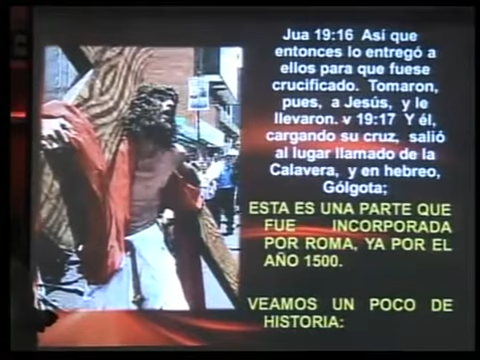 Jua 19:16 Así que
entonces lo entregó a
ellos para que fuese
crucificado. Tomaron,
pues, a Jesús, y le
llevaron. v 19:17 Y él,
cargando su cruz, salió
al lugar llamado de la
Calavera, y en hebreo,
Gólgota;
ESTA ES UNA PARTE QUE
FUE INCORPORADA
POR ROMA, YA POR EL
AÑO 1500.
VEAMOS UN POCO DE
HISTORIA: